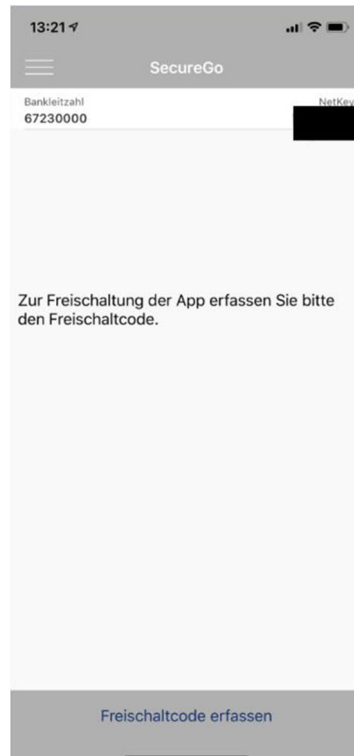 13:21
SecureGo
Bankleitzahl NetKey
67230000
Zur Freischaltung der App erfassen Sie bitte
den Freischaltcode.
Freischaltcode erfassen